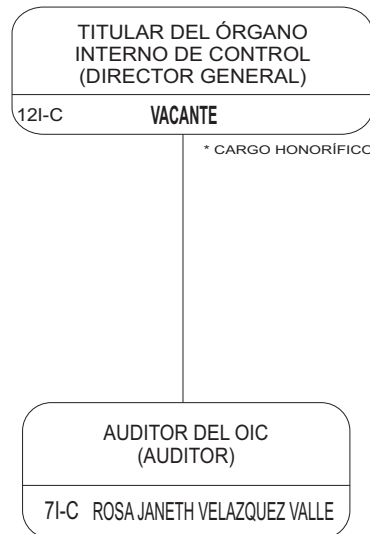 TITULAR DEL ÓRGANO
INTERNO DE CONTROL
(DIRECTOR GENERAL)
12I-C VACANTE
* CARGO HONORÍFICO
AUDITOR DEL OIC
(AUDITOR)
7I-C ROSA JANETH VELAZQUEZ VALLE